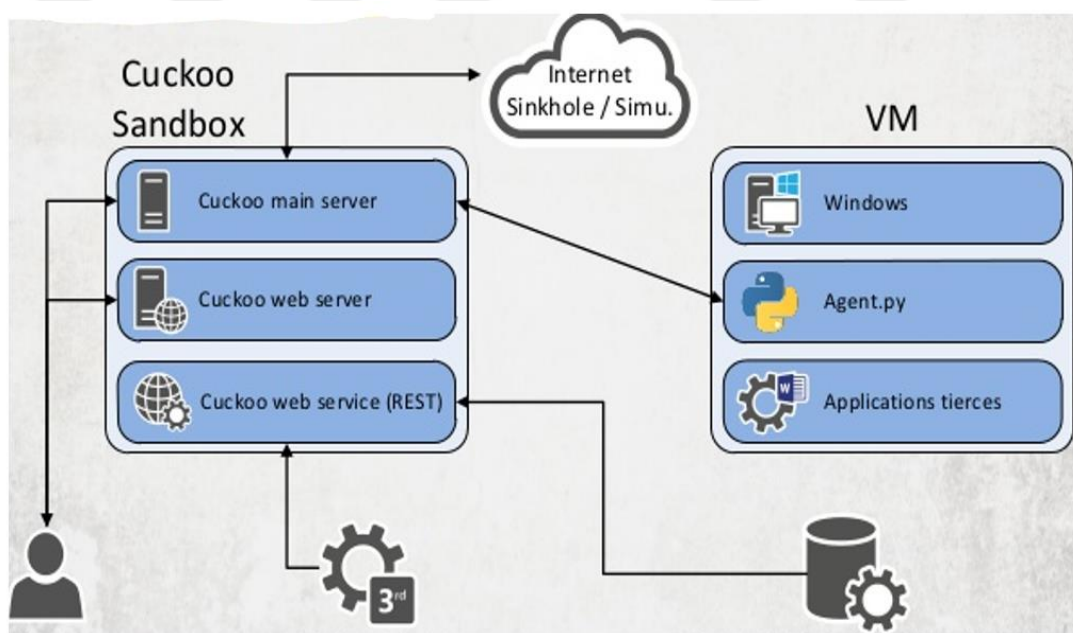 Cuckoo
Sandbox
Internet
Sinkhole / Simu.
VM
Cuckoo main server
Windows
Cuckoo web server
Agent.py
Cuckoo web service (REST)
W
Applications tierces
3rd